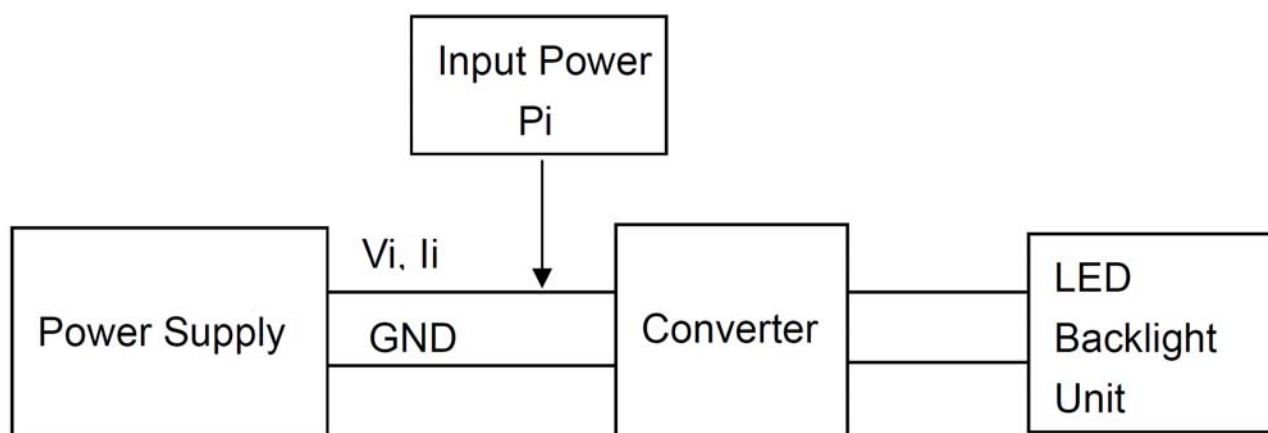 Input Power
Pi
Vi, Ii
GND
Power Supply
Converter
LED
Backlight
Unit